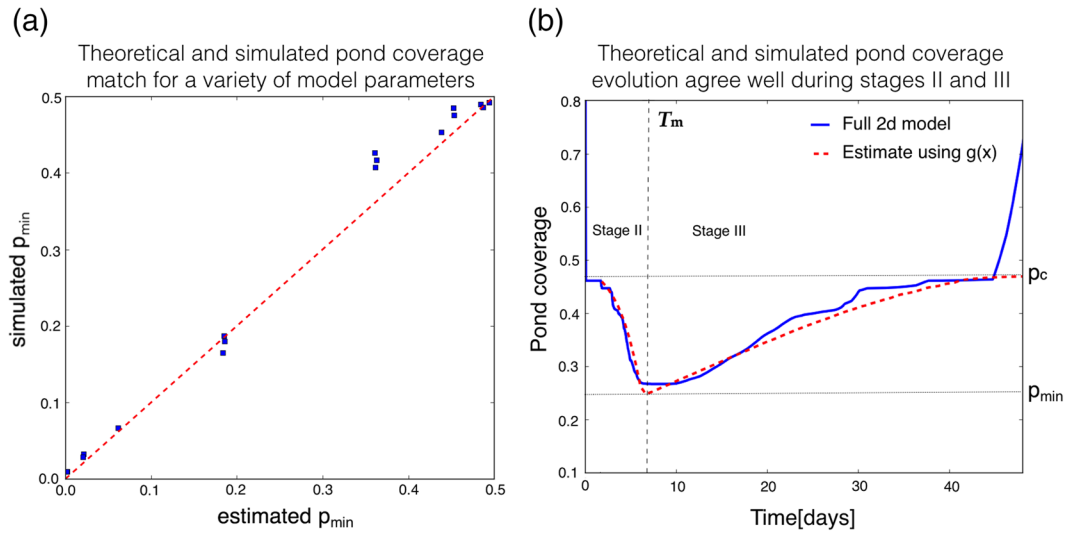 (a)
Theoretical and simulated pond coverage
match for a variety of model parameters
0.5
0.4
0.3
0.2
0.1
0.0
0.0 0.1 0.2 0.3 0.4 0.5
simulated pmin
estimated pmin
(b)
Theoretical and simulated pond coverage
evolution agree well during stages II and III
0.8
0.7
0.6
0.5
0.4
0.3
0.2
0.1
Tm
Full 2d model
Estimate using g(x)
Stage II
Stage III
pc
pmin
0 10 20 30 40
Pond coverage
Time[days]